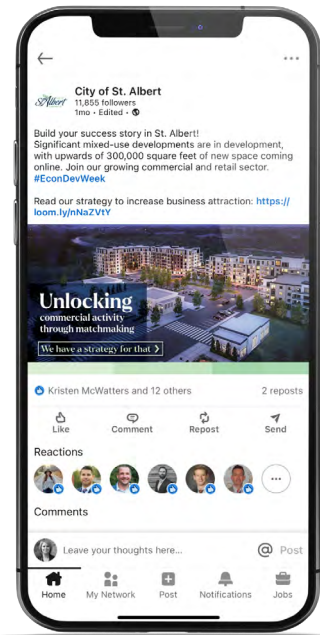 St Albert
City of St. Albert
11,855 followers
1mo • Edited •
Build your success story in St. Albert!
Significant mixed-use developments are in development,
with upwards of 300,000 square feet of new space coming
online. Join our growing commercial and retail sector.
#EconDevWeek
Read our strategy to increase business attraction: https://
loom.ly/nNaZVtY
Unlocking
commercial activity
through matchmaking
We have a strategy for that ❯
Kristen McWatters and 12 others 2 reposts
Like Comment Repost Send
Reactions
Comments
Leave your thoughts here... @ Post
Home My Network Post Notifications Jobs